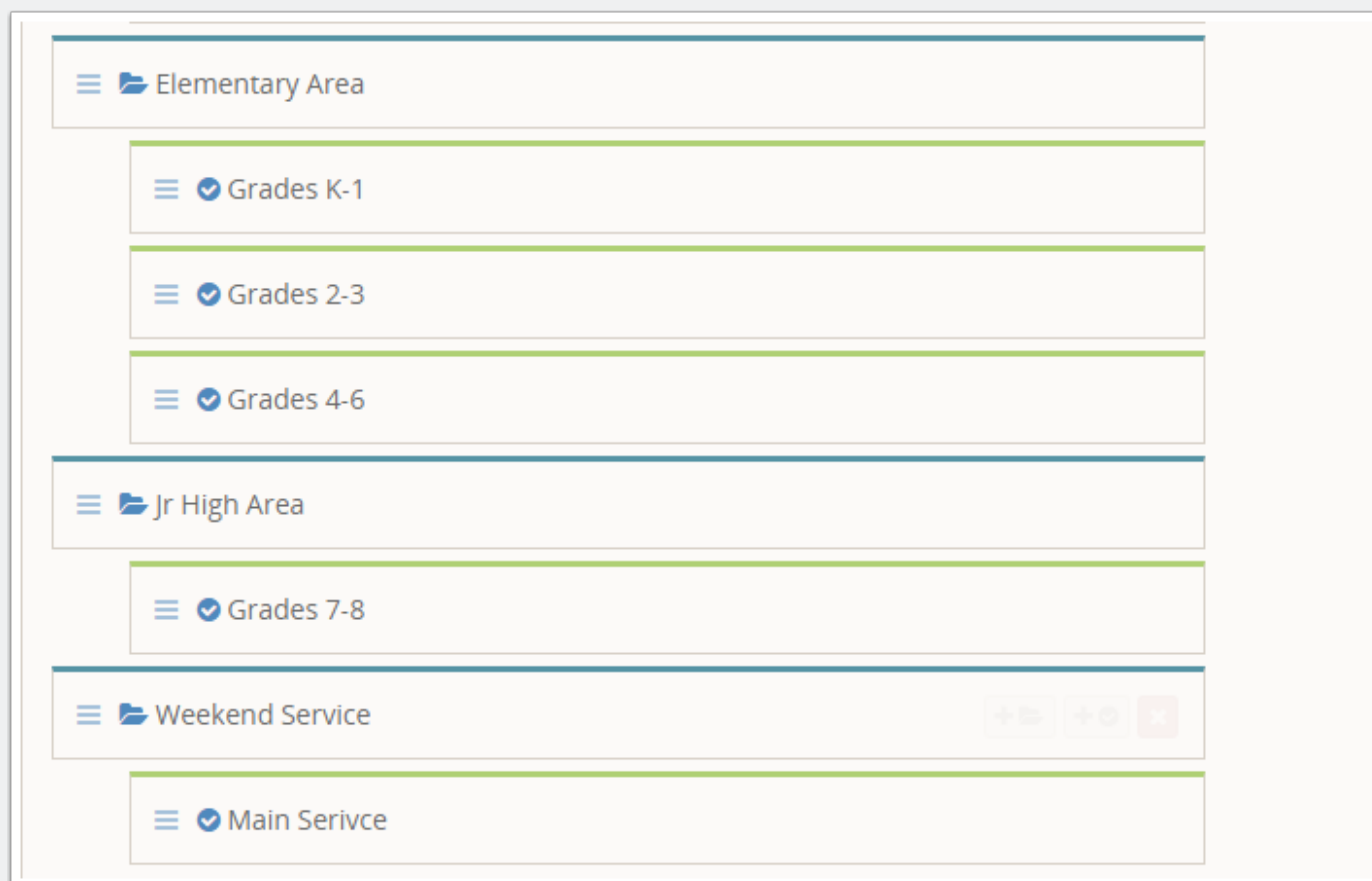 Elementary Area
Grades K-1
Grades 2-3
Grades 4-6
Jr High Area
Grades 7-8
Weekend Service
Main Serivce